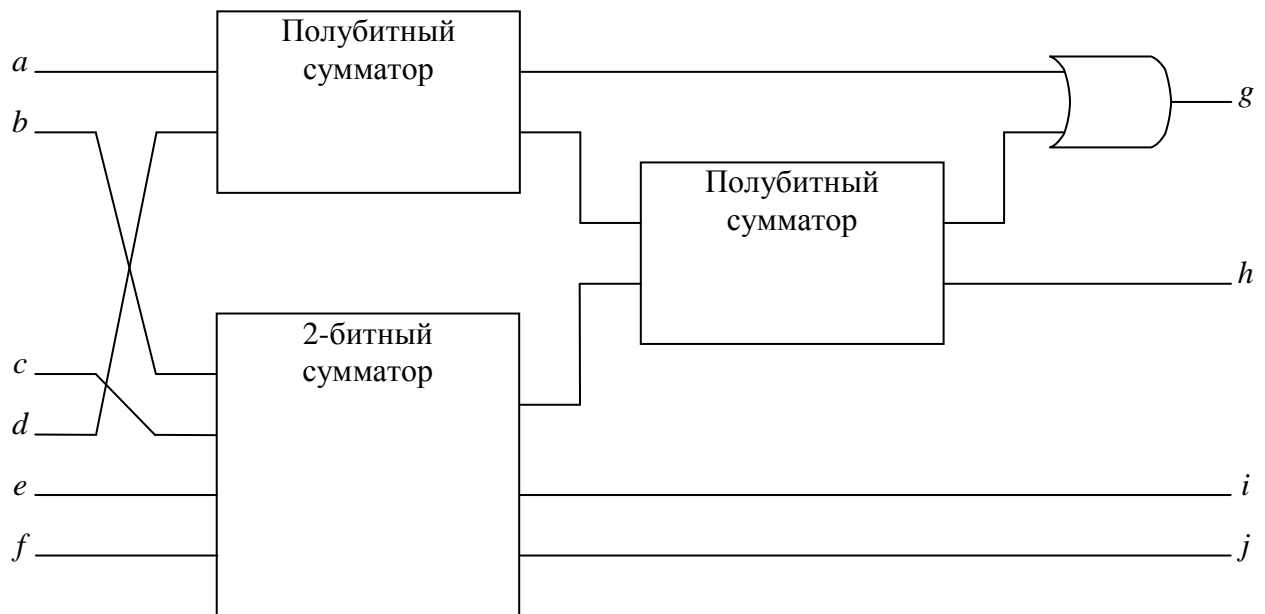 Полубитный
сумматор
a
b
g
Полубитный
сумматор
h
2-битный
сумматор
c
d
e
i
f
j